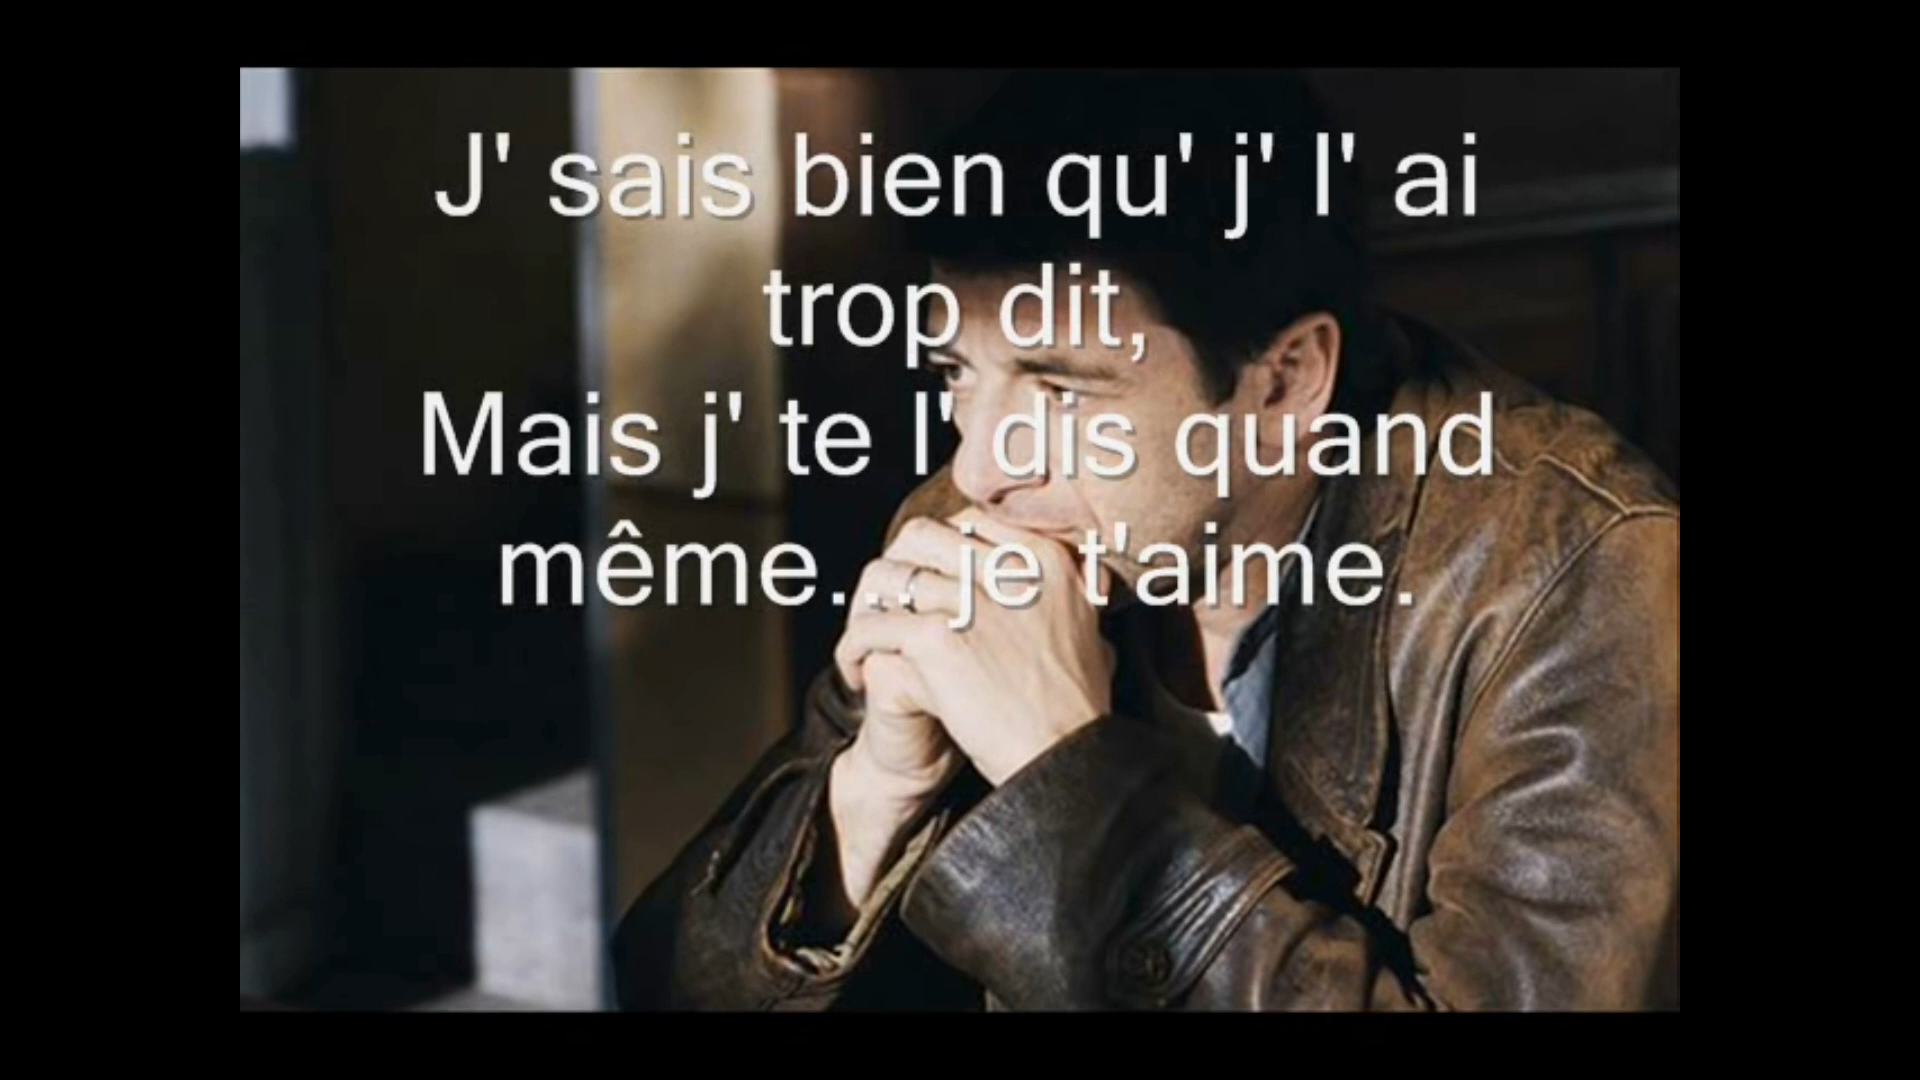 J' sais bien qu' j' l' ai
trop dit,
Mais j' te l' dis quand
même... je t'aime.